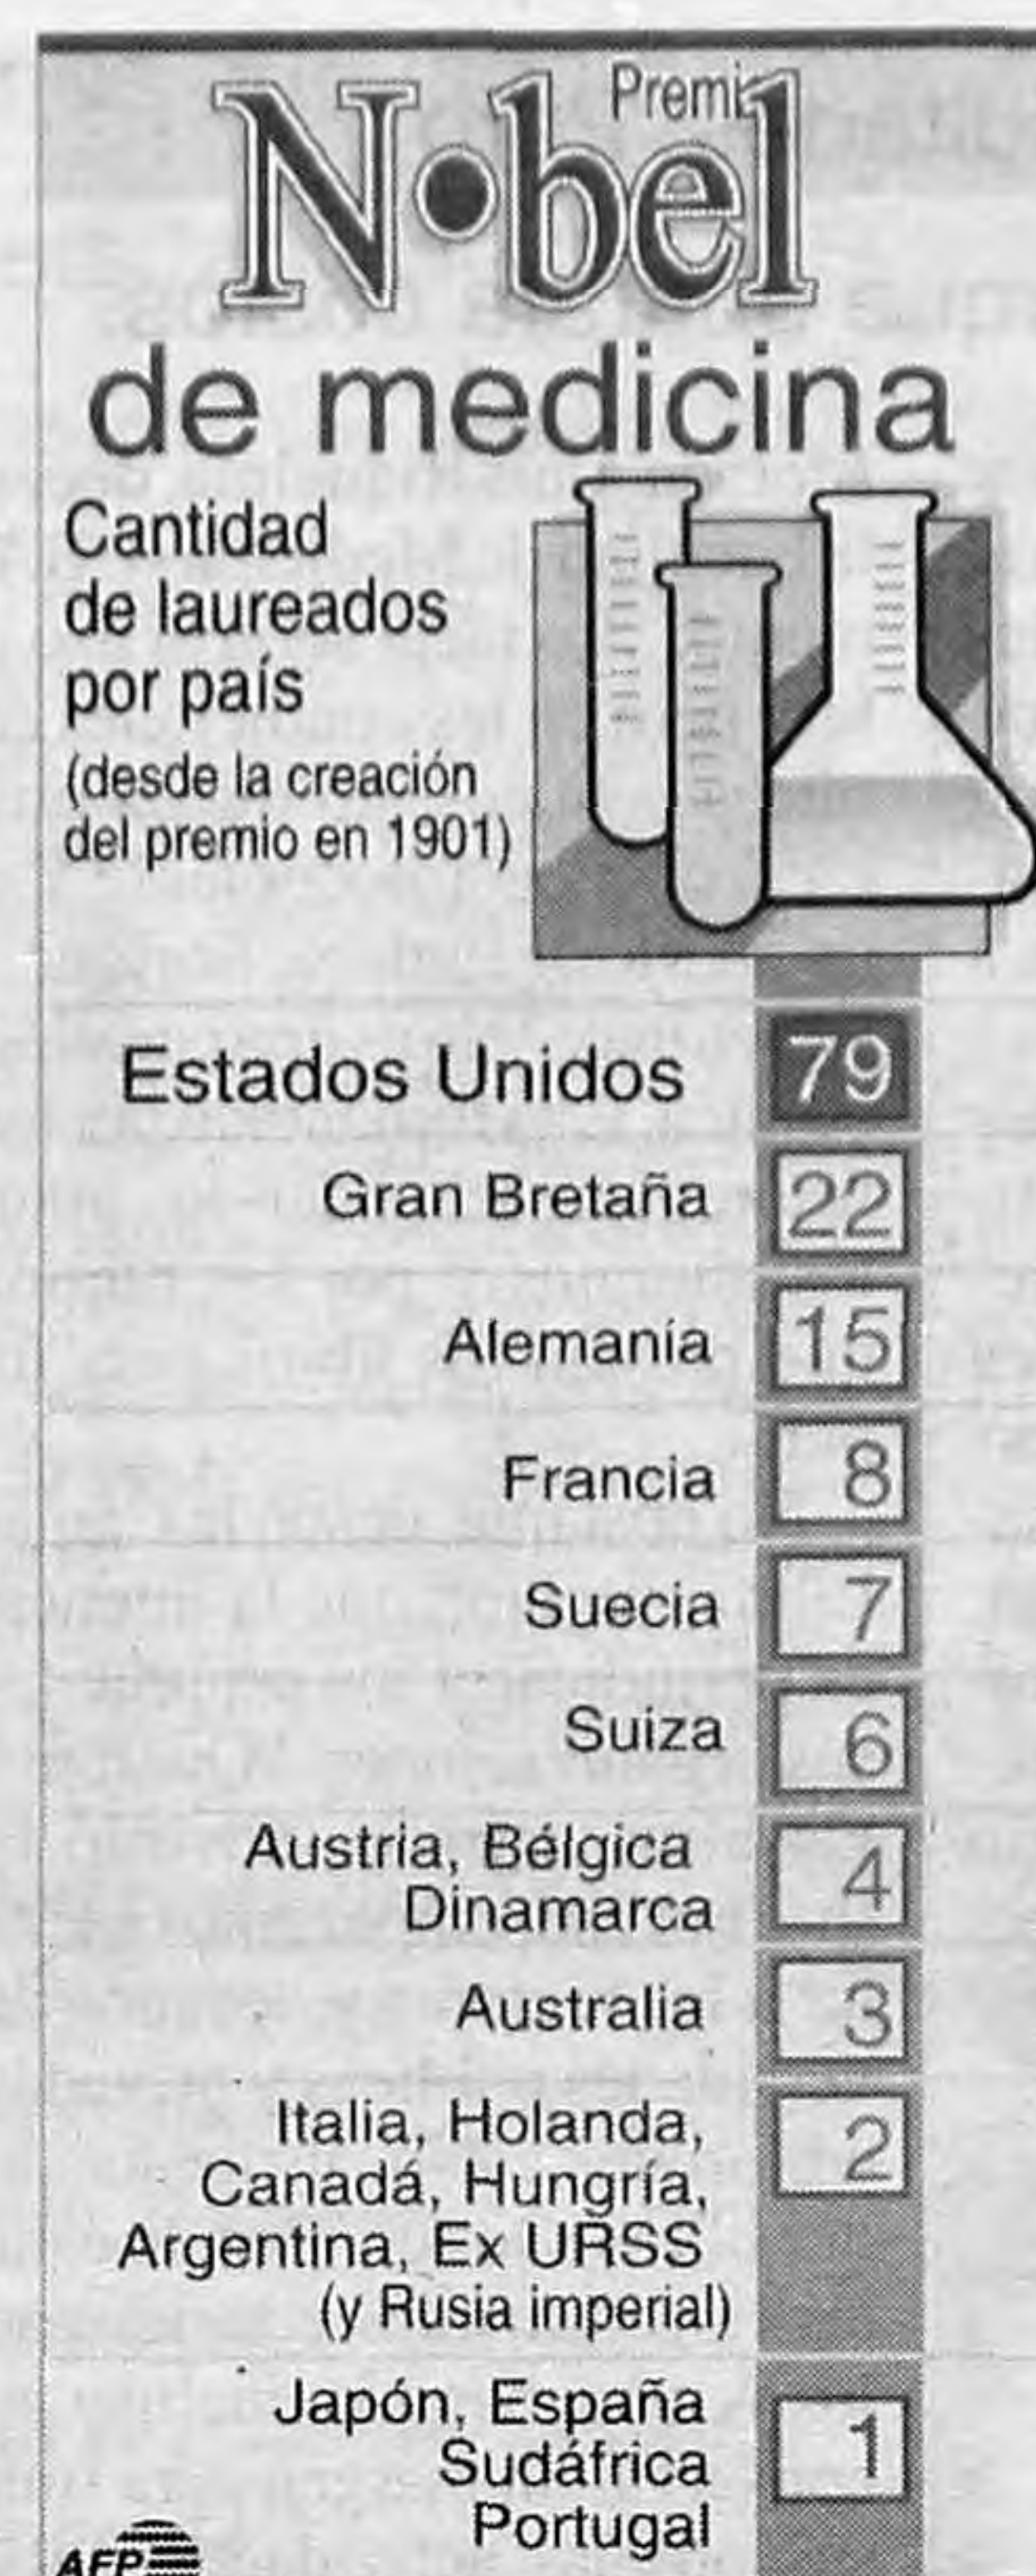 Premio
Nobel
de medicina
Cantidad
de laureados
por país
(desde la creación
del premio en 1901)
Estados Unidos 79
Gran Bretaña 22
Alemania 15
Francia 8
Suecia 7
Suiza 6
Austria, Bélgica
Dinamarca 4
Australia 3
Italia, Holanda, 2
Canadá, Hungría,
Argentina, Ex URSS
(y Rusia imperial)
Japón, España
Sudáfrica 1
Portugal
AFP